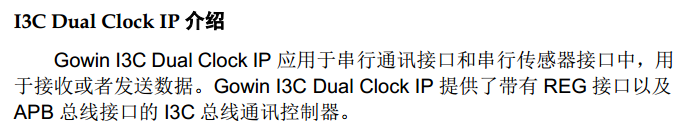 I3C Dual Clock IP 介绍
Gowin I3C Dual Clock IP 应用于串行通讯接口和串行传感器接口中，用
于接收或者发送数据。Gowin I3C Dual Clock IP 提供了带有 REG 接口以及
APB 总线接口的 I3C 总线通讯控制器。